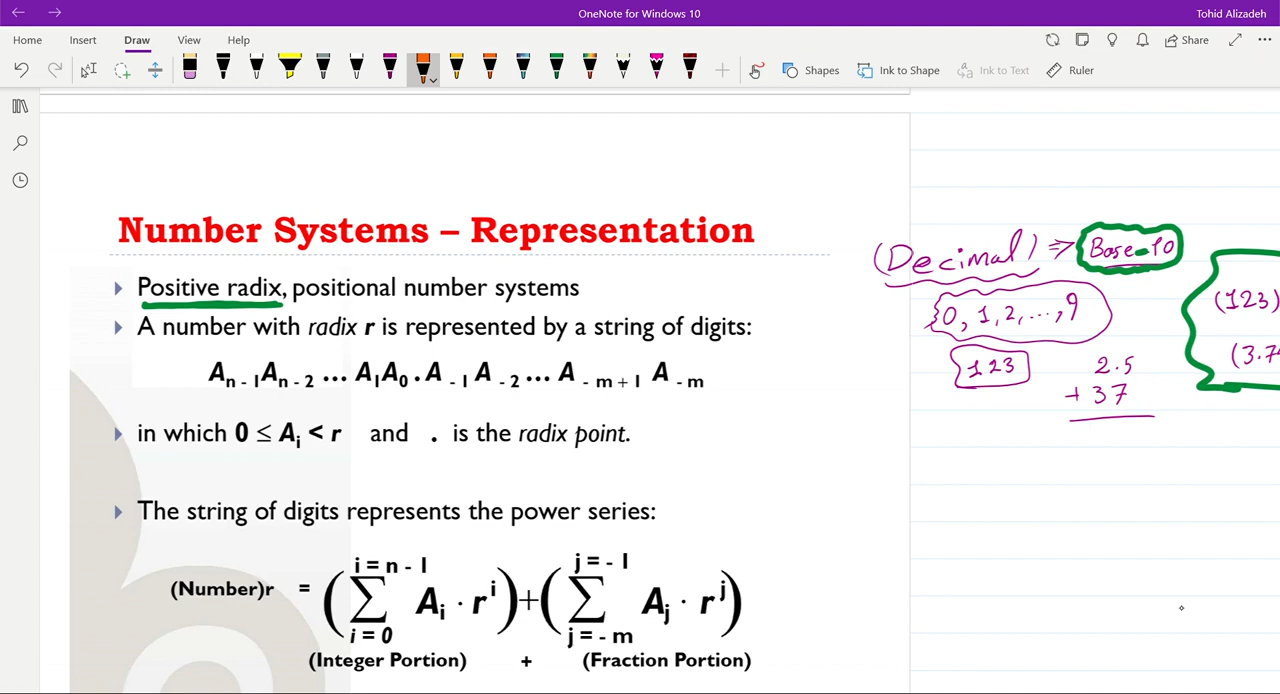 OneNote for Windows 10
Tohid Alizadeh
Home Insert Draw View Help
Share
Shapes Ink to Shape Ink to Text Ruler
Number Systems – Representation
Positive radix, positional number systems
A number with radix r is represented by a string of digits:
Aₙ₋₁Aₙ₋₂ ... A₁A₀ . A₋₁ A₋₂ ... A₋ₘ₊₁ A₋ₘ
in which 0 ≤ Aᵢ < r and . is the radix point.
The string of digits represents the power series:
(Number)r = (∑ᵢ₌₀ⁱ⁼ⁿ⁻¹ Aᵢ · rⁱ) + (∑ⱼ₌₋ₘʲ⁼⁻¹ Aⱼ · rʲ)
(Integer Portion) + (Fraction Portion)
(Decimal) ⇒ Base-10
{0, 1, 2, ..., 9
123
2.5
+ 37
(123)
(3.7